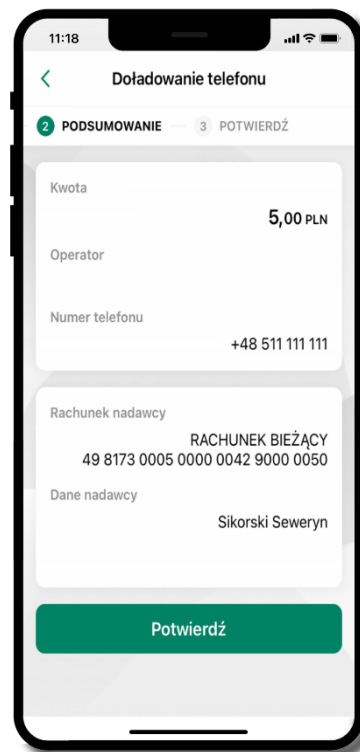 11:18
Doładowanie telefonu
2 PODSUMOWANIE 3 POTWIERDŹ
Kwota
5,00 PLN
Operator
Numer telefonu
+48 511 111 111
Rachunek nadawcy
RACHUNEK BIEŻĄCY
49 8173 0005 0000 0042 9000 0050
Dane nadawcy
Sikorski Seweryn
Potwierdź